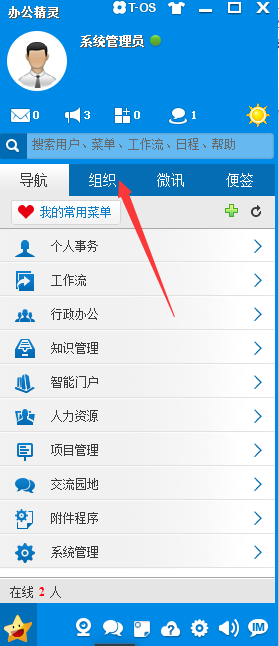 办公精灵 T-OS
系统管理员
0 3 0 1
搜索用户、菜单、工作流、日程、帮助
导航 组织 微讯 便签
我的常用菜单
个人事务
工作流
行政办公
知识管理
智能门户
人力资源
项目管理
交流园地
附件程序
系统管理
在线 2 人
IM